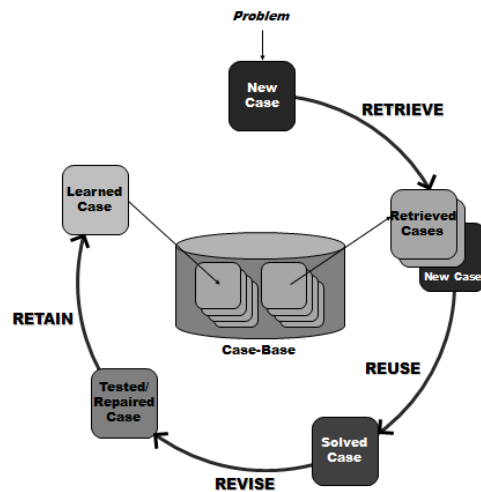 Problem
New
Case
RETRIEVE
Learned
Case
Retrieved
Cases
New Case
RETAIN
Case-Base
REUSE
Tested/
Repaired
Case
Solved
Case
REVISE